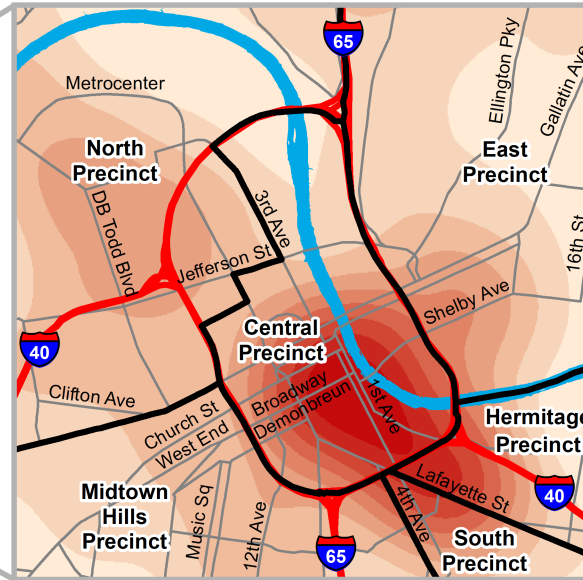 65
Ellington Pky
Gallatin Ave
Metrocenter
North
Precinct
East
Precinct
DB Todd Blvd
3rd Ave
16th St
Jefferson St
Shelby Ave
Central
Precinct
40
Clifton Ave
Broadway
Demonbreun
1st Ave
Church St
West End
Hermitage
Precinct
Lafayette St
40
Midtown
Hills
Precinct
Music Sq
12th Ave
4th Ave
65
South
Precinct